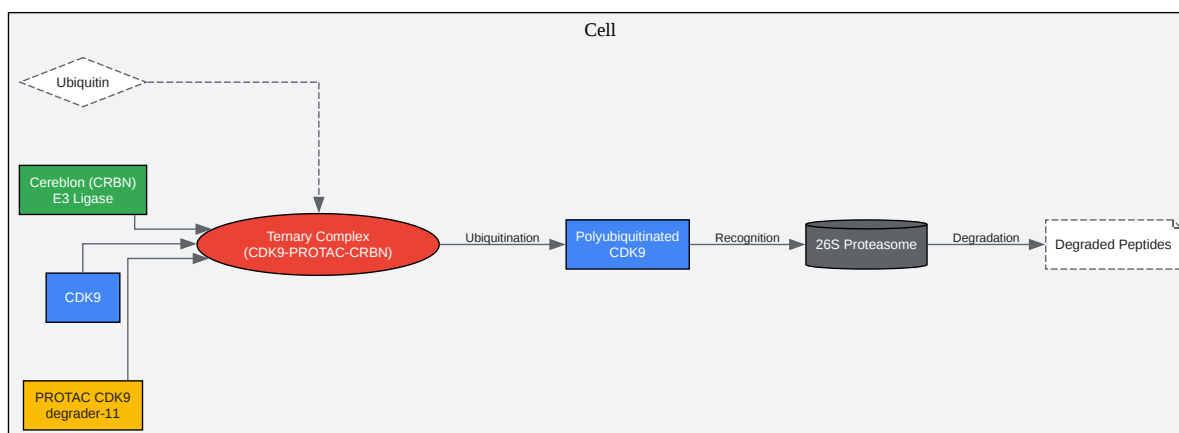 Cell
Ubiquitin
Cereblon (CRBN)
E3 Ligase
Ternary Complex
(CDK9-PROTAC-CRBN)
Ubiquitination
Polyubiquitinated
CDK9
Recognition
26S Proteasome
Degradation
Degraded Peptides
CDK9
PROTAC CDK9
degrader-11